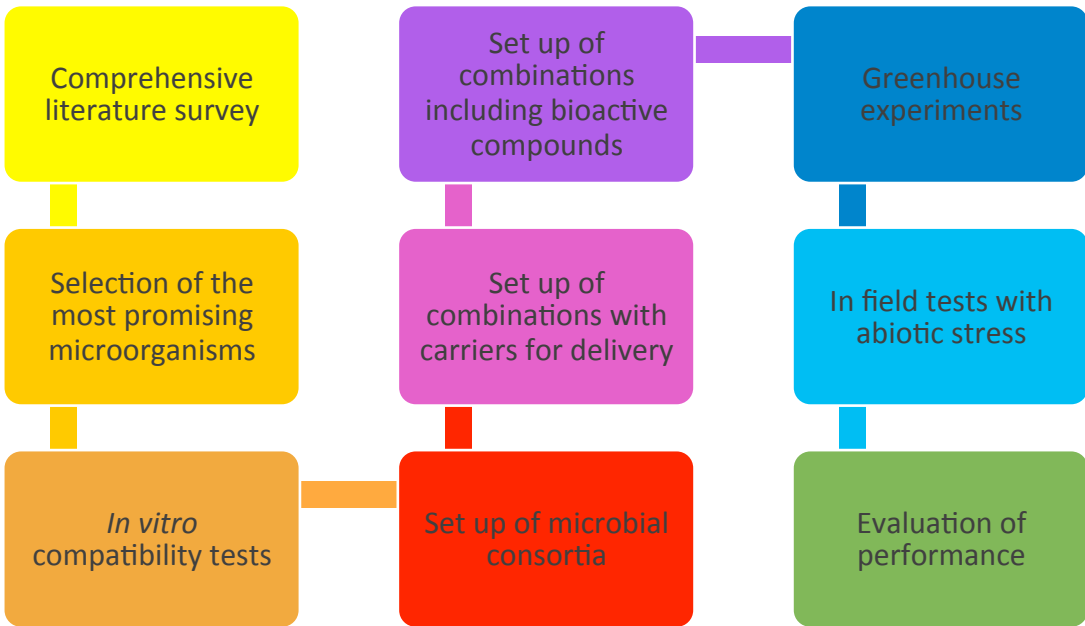 Comprehensive
literature survey
Selection of the
most promising
microorganisms
In vitro
compatibility tests
Set up of microbial
consortia
Set up of
combinations with
carriers for delivery
Set up of
combinations
including bioactive
compounds
Greenhouse
experiments
In field tests with
abiotic stress
Evaluation of
performance